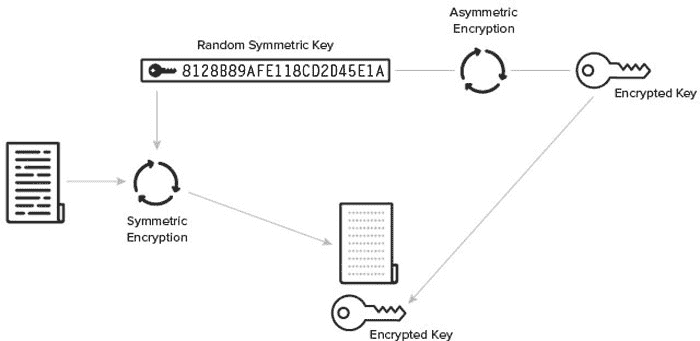 Asymmetric
Encryption
Random Symmetric Key
8128B89AFE118CD2D45E1A
Encrypted Key
Symmetric
Encryption
Encrypted Key